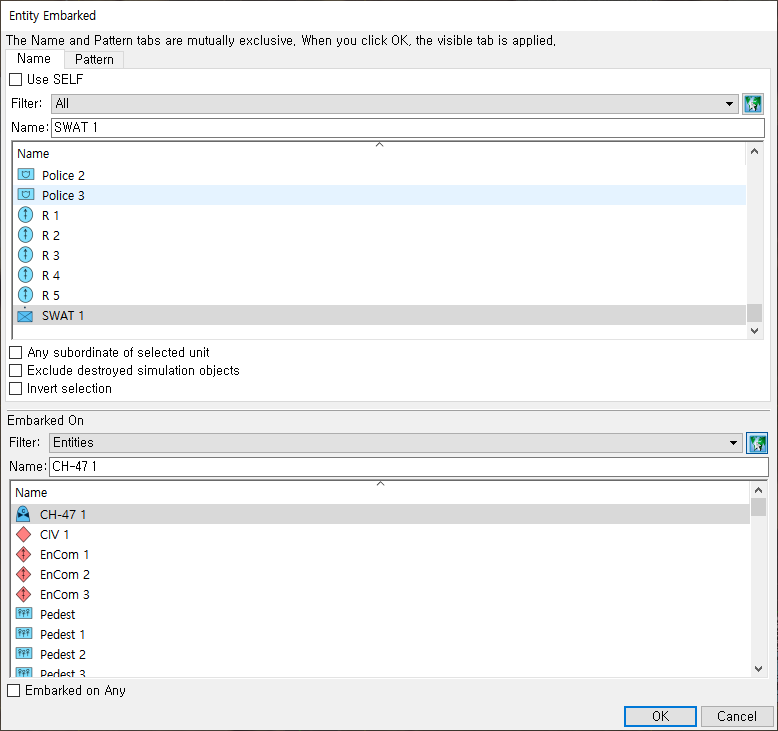 Entity Embarked
The Name and Pattern tabs are mutually exclusive. When you click OK, the visible tab is applied.
Name Pattern
Use SELF
Filter: All
Name: SWAT 1
Name
Police 2
Police 3
R 1
R 2
R 3
R 4
R 5
SWAT 1
Any subordinate of selected unit
Exclude destroyed simulation objects
Invert selection
Embarked On
Filter: Entities
Name: CH-47 1
Name
CH-47 1
CIV 1
EnCom 1
EnCom 2
EnCom 3
Pedest
Pedest 1
Pedest 2
Pedest 3
Embarked on Any
OK Cancel